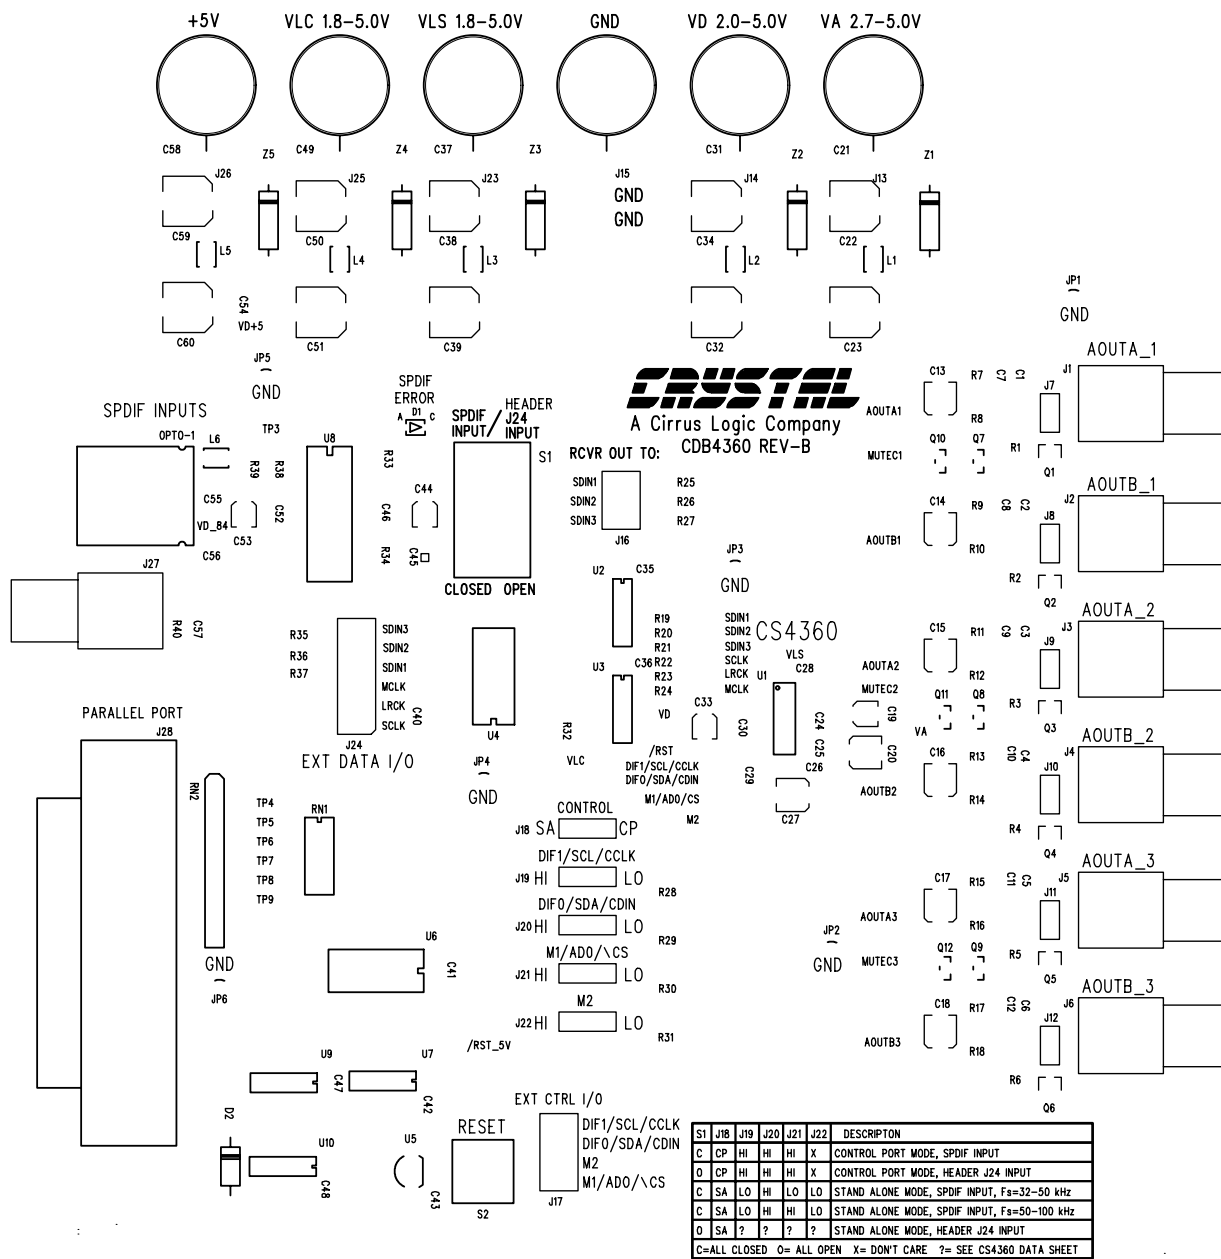 +5V VLC 1.8-5.0V VLS 1.8-5.0V GND VD 2.0-5.0V VA 2.7-5.0V
C58 C49 C37 C31 C21
Z5 Z4 Z3 Z2 Z1
J26 J25 J23 J15 J14 J13
GND
GND
C59 C50 C38 C34 C22
L5 L4 L3 L2 L1
C54
VD+5
C60 C51 C39 C32 C23
JP1
GND
JP5
GND
CRYSTAL
A Cirrus Logic Company
CDB4360 REV-B
SPDIF
ERROR
A D1 C
SPDIF
INPUT/
HEADER
J24
INPUT
S1
CLOSED OPEN
SPDIF INPUTS
OPTO-1
L6
TP3
R39
R38
U8
R33
C55
VD_84
C53
C52
C56
C46
C44
R34
C45
RCVR OUT TO:
SDIN1 R25
SDIN2 R26
SDIN3 R27
J16
J27
R40
C57
R35
R36
R37
SDIN3
SDIN2
SDIN1
MCLK
LRCK
SCLK
C40
J24
EXT DATA I/O
U4
JP4
GND
U2 C35
R19
R20
R21
U3 C36
R22
R23
R24
VD
R32
VLC
JP3
GND
SDIN1
SDIN2
SDIN3
SCLK
LRCK
MCLK
CS4360
VLS
U1 C28
C33
C30
C24
C25
C29
C26
C27
/RST
DIF1/SCL/CCLK
DIF0/SDA/CDIN
M1/AD0/CS
M2
AOUTA_1
J1
J7
C13
R7
C7
C1
AOUTA1
R8
MUTEC1
Q10
Q7
R1
Q1
AOUTB_1
J2
J8
C14
R9
C8
C2
AOUTB1
R10
R2
Q2
AOUTA_2
J3
J9
C15
R11
C9
C3
AOUTA2
R12
MUTEC2
Q11
Q8
R3
Q3
C19
VA
C20
AOUTB_2
J4
J10
C16
R13
C10
C4
AOUTB2
R14
R4
Q4
AOUTA_3
J5
J11
C17
R15
C11
C5
AOUTA3
R16
MUTEC3
Q12
Q9
R5
Q5
JP2
GND
AOUTB_3
J6
J12
C18
R17
C12
C6
AOUTB3
R18
R6
Q6
PARALLEL PORT
J28
RN2
TP4
TP5
TP6
TP7
TP8
TP9
RN1
GND
JP6
U6
C41
CONTROL
J18 SA CP
DIF1/SCL/CCLK
J19 HI LO
R28
DIF0/SDA/CDIN
J20 HI LO
R29
M1/AD0/\CS
J21 HI LO
R30
M2
J22 HI LO
R31
/RST_5V
U9
C47
U7
C42
D2
U10
C48
U5
C43
RESET
S2
EXT CTRL I/O
DIF1/SCL/CCLK
DIF0/SDA/CDIN
M2
M1/AD0/\CS
J17
S1 J18 J19 J20 J21 J22 DESCRIPTON
C CP HI HI HI X CONTROL PORT MODE, SPDIF INPUT
O CP HI HI HI X CONTROL PORT MODE, HEADER J24 INPUT
C SA LO HI LO LO STAND ALONE MODE, SPDIF INPUT, Fs=32-50 kHz
C SA LO HI HI LO STAND ALONE MODE, SPDIF INPUT, Fs=50-100 kHz
O SA ? ? ? ? STAND ALONE MODE, HEADER J24 INPUT
C=ALL CLOSED O= ALL OPEN X= DON'T CARE ?= SEE CS4360 DATA SHEET